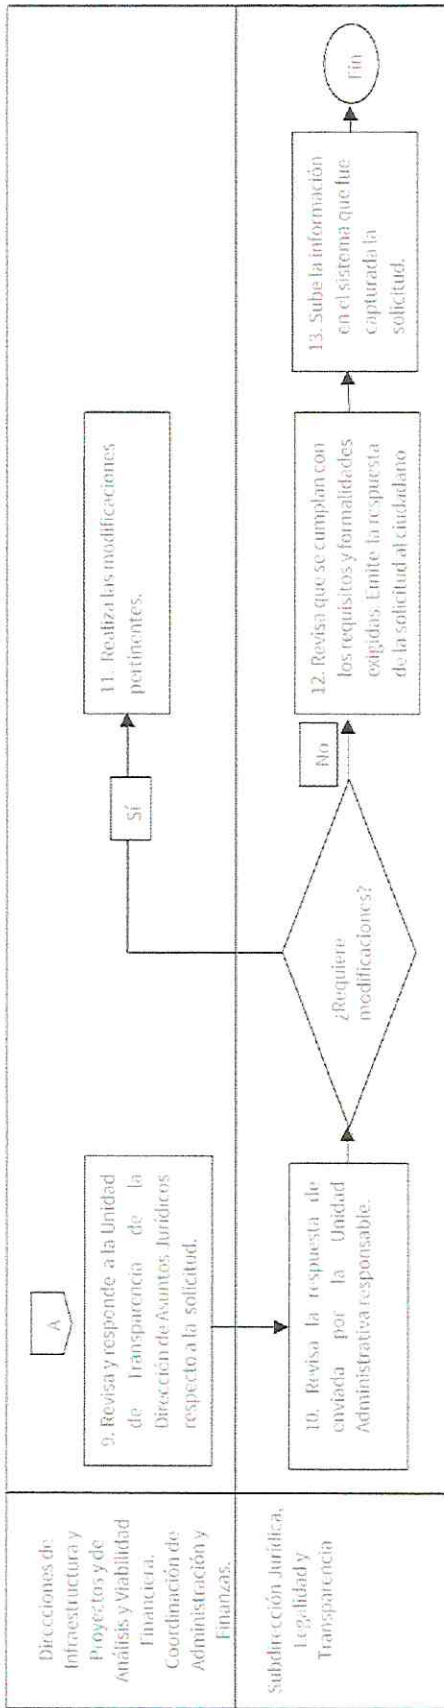 Direcciones de
Infraestructura y
Proyectos y de
Análisis y Viabilidad
Financiera.
Coordinación de
Administración y
Finanzas.
A
9. Revisa y responde a la Unidad
de Transparencia de la
Dirección de Asuntos Jurídicos
respecto a la solicitud.
Sí
11. Realiza las modificaciones
pertinentes.
Subdirección Jurídica,
Legalidad y
Transparencia
10. Revisa la respuesta de
enviada por la Unidad
Administrativa responsable.
¿Requiere
modificaciones?
No
12. Revisa que se cumplan con
los requisitos y formalidades
exigidas. Emite la respuesta
de la solicitud al ciudadano
13. Sube la información
en el sistema que fue
capturada la
solicitud.
Fin